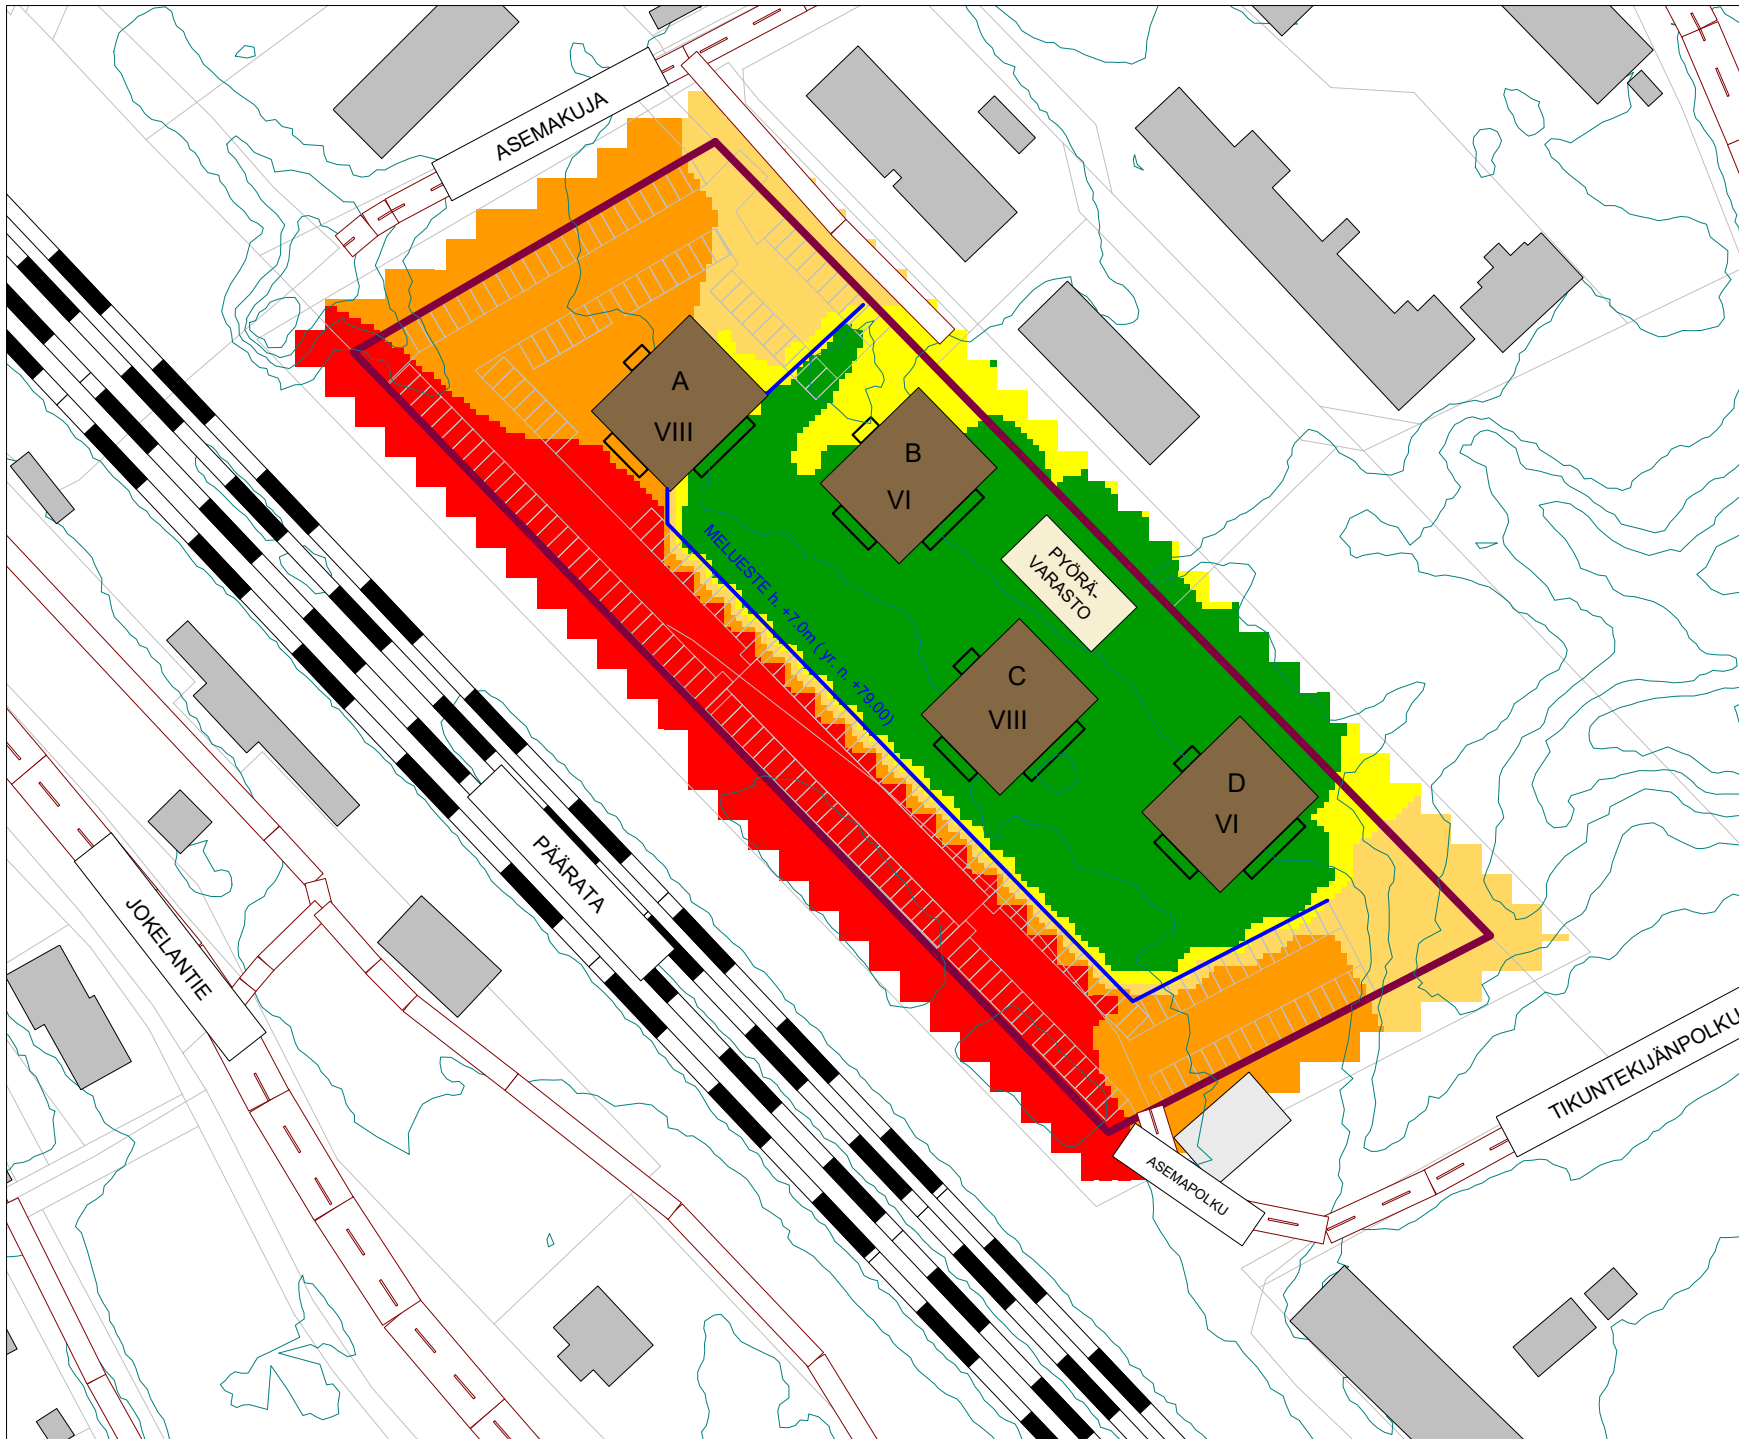 ASEMAKUJA
A
VIII
B
VI
PYÖRÄ-
VARASTO
MELUESTE h. +7.0m ( yr. n. +79.00)
C
VIII
D
VI
PÄÄRATA
JOKELANTIE
TIKUNTEKIJÄNPOLKU
ASEMAPOLKU